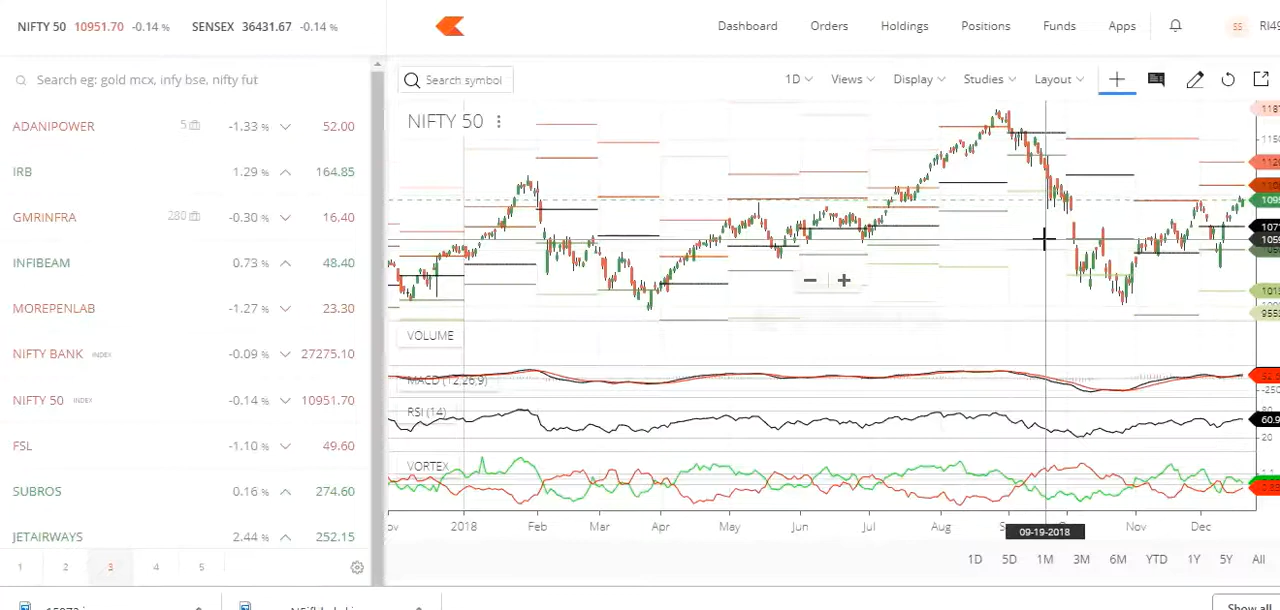 NIFTY 50 10951.70 -0.14 % SENSEX 36431.67 -0.14 %
Dashboard Orders Holdings Positions Funds Apps SS RI49
Search eg: gold mcx, infy bse, nifty fut
Search symbol
1D Views Display Studies Layout
ADANIPOWER 5 -1.33 % 52.00
IRB 1.29 % 164.85
GMRINFRA 280 -0.30 % 16.40
INFIBEAM 0.73 % 48.40
MOREPENLAB -1.27 % 23.30
NIFTY BANK INDEX -0.09 % 27275.10
NIFTY 50 INDEX -0.14 % 10951.70
FSL -1.10 % 49.60
SUBROS 0.16 % 274.60
JETAIRWAYS 2.44 % 252.15
1 2 3 4 5
NIFTY 50
VOLUME
MACD (12,26,9)
RSI (14)
60.9
20
VORTEX
2018 Feb Mar Apr May Jun Jul Aug Nov Dec
09-19-2018
1D 5D 1M 3M 6M YTD 1Y 5Y All
Show all